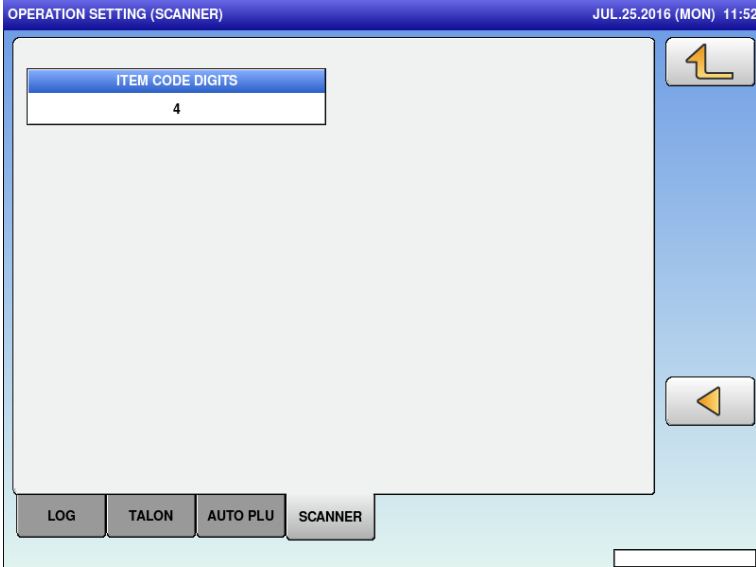 OPERATION SETTING (SCANNER) JUL.25.2016 (MON) 11:52
ITEM CODE DIGITS
4
LOG TALON AUTO PLU SCANNER